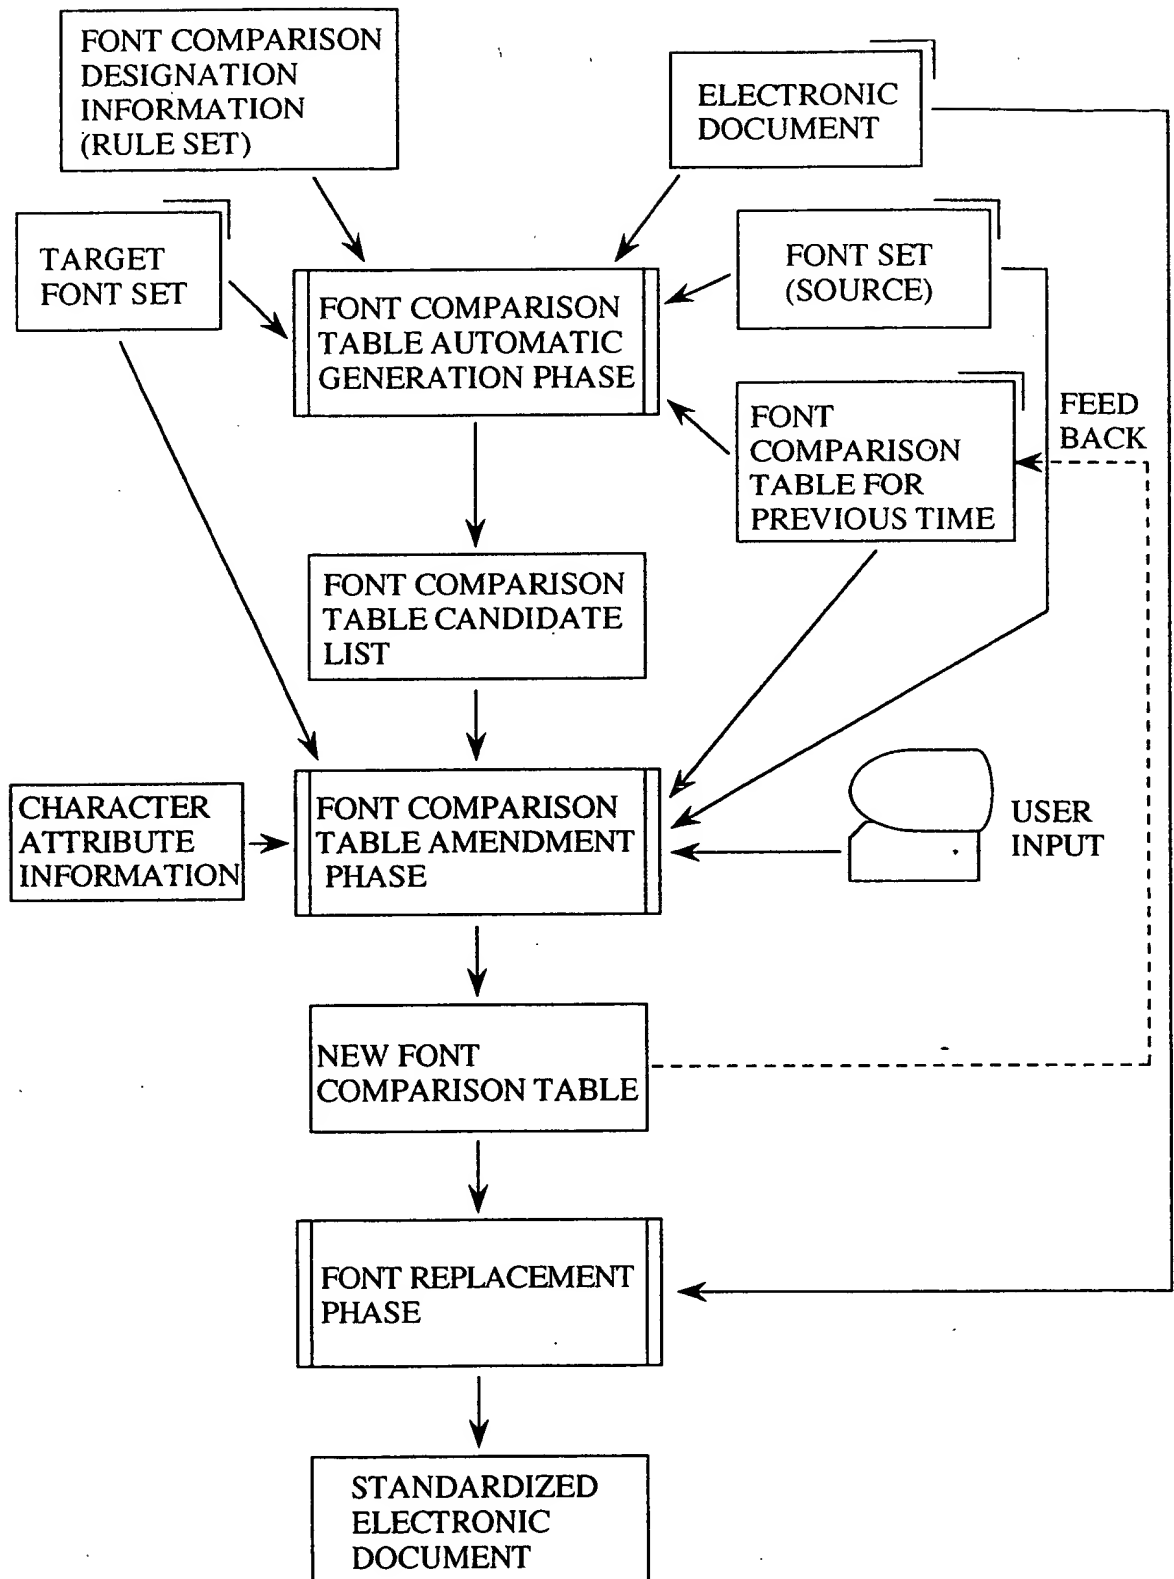 FONT COMPARISON
DESIGNATION
INFORMATION
(RULE SET)
ELECTRONIC
DOCUMENT
TARGET
FONT SET
FONT COMPARISON
TABLE AUTOMATIC
GENERATION PHASE
FONT SET
(SOURCE)
FONT
COMPARISON
TABLE FOR
PREVIOUS TIME
FEED
BACK
FONT COMPARISON
TABLE CANDIDATE
LIST
CHARACTER
ATTRIBUTE
INFORMATION
FONT COMPARISON
TABLE AMENDMENT
PHASE
USER
INPUT
NEW FONT
COMPARISON TABLE
FONT REPLACEMENT
PHASE
STANDARDIZED
ELECTRONIC
DOCUMENT